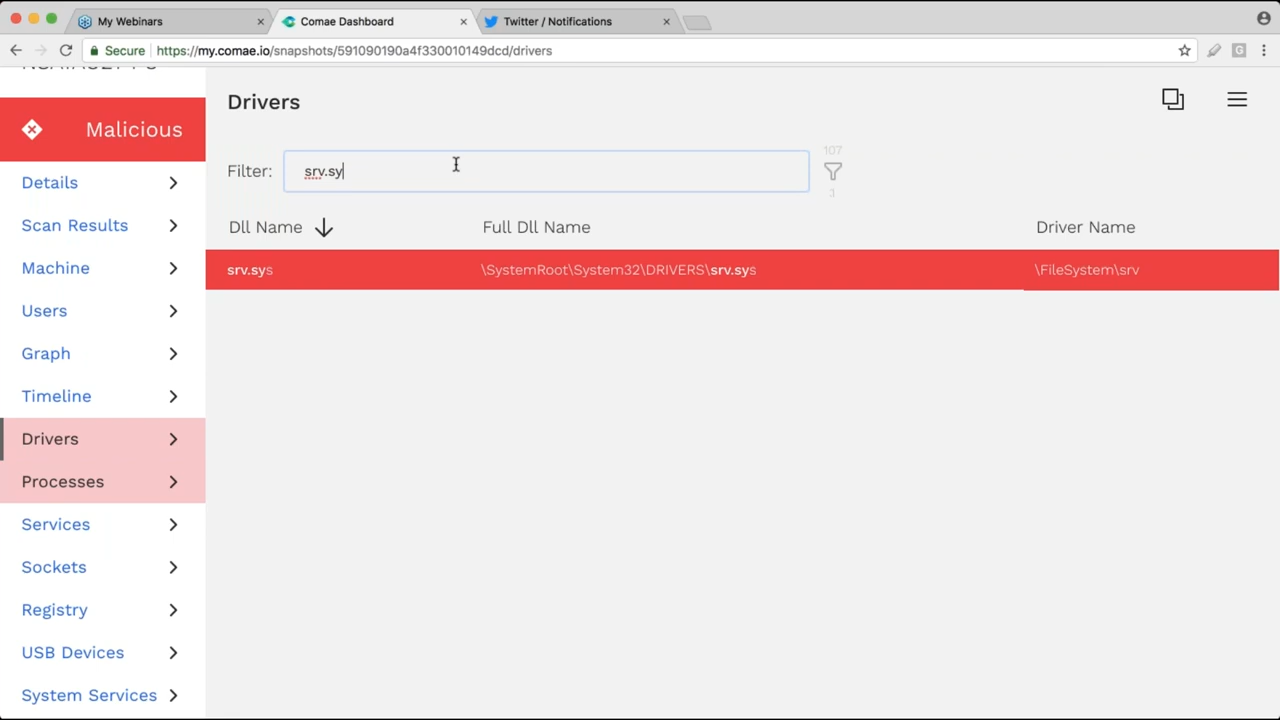 My Webinars
Comae Dashboard
Twitter / Notifications
Secure
https://my.comae.io/snapshots/591090190a4f330010149dcd/drivers
Malicious
Details
Scan Results
Machine
Users
Graph
Timeline
Drivers
Processes
Services
Sockets
Registry
USB Devices
System Services
Drivers
Filter: srv.sy
107
Dll Name Full Dll Name Driver Name
srv.sys \SystemRoot\System32\DRIVERS\srv.sys \FileSystem\srv